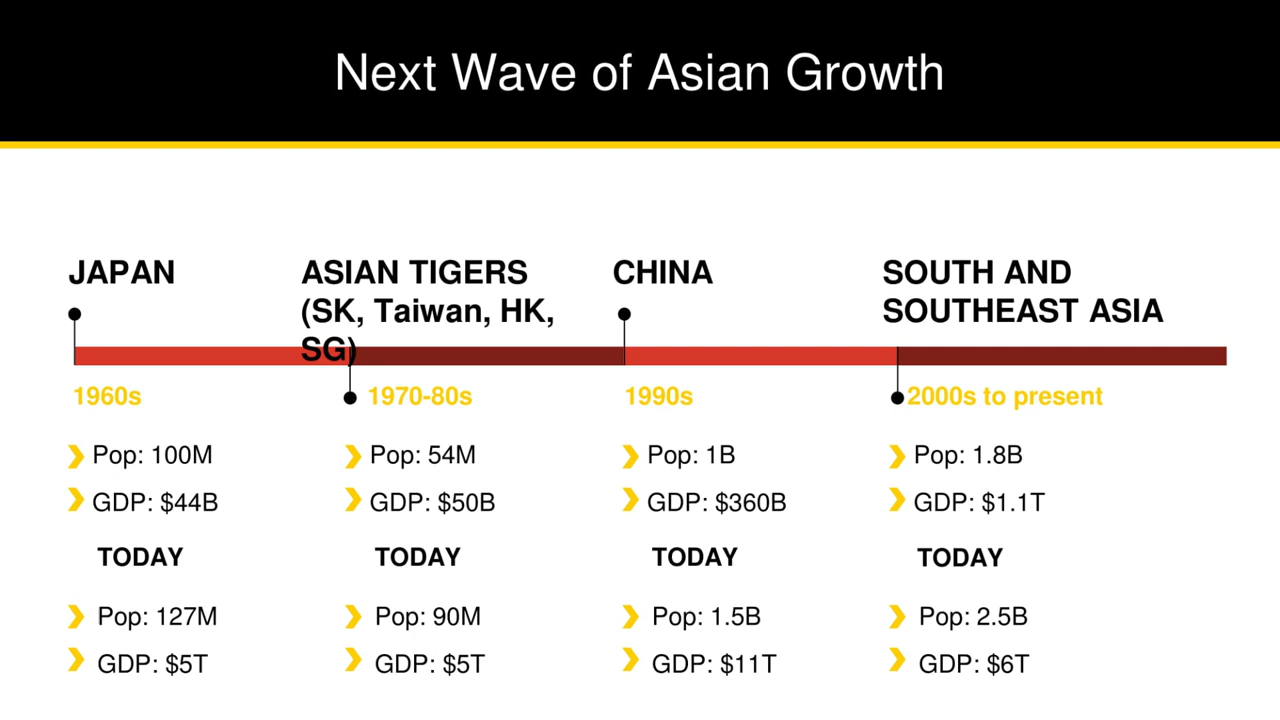 Next Wave of Asian Growth
JAPAN
ASIAN TIGERS
(SK, Taiwan, HK,
SG)
CHINA
SOUTH AND
SOUTHEAST ASIA
1960s
1970-80s
1990s
2000s to present
Pop: 100M
GDP: $44B
TODAY
Pop: 127M
GDP: $5T
Pop: 54M
GDP: $50B
TODAY
Pop: 90M
GDP: $5T
Pop: 1B
GDP: $360B
TODAY
Pop: 1.5B
GDP: $11T
Pop: 1.8B
GDP: $1.1T
TODAY
Pop: 2.5B
GDP: $6T